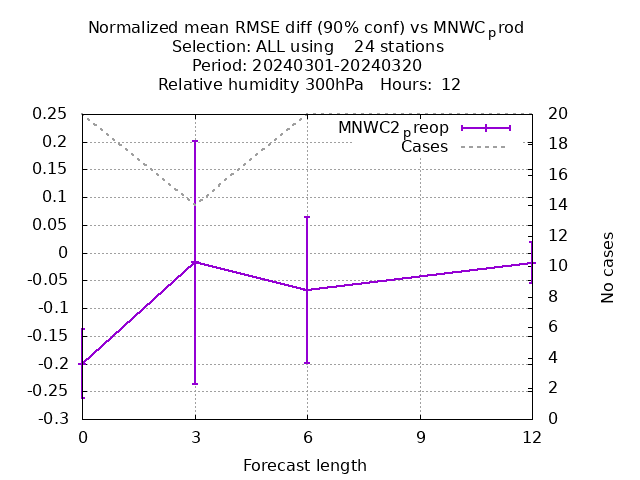 Normalized mean RMSE diff (90% conf) vs MNWCprod
Selection: ALL using 24 stations
Period: 20240301-20240320
Relative humidity 300hPa Hours: 12
MNWC2preop
Cases
0.25
0.2
0.15
0.1
0.05
0
-0.05
-0.1
-0.15
-0.2
-0.25
-0.3
20
18
16
14
12
10
8
6
4
2
0
No cases
0 3 6 9 12
Forecast length